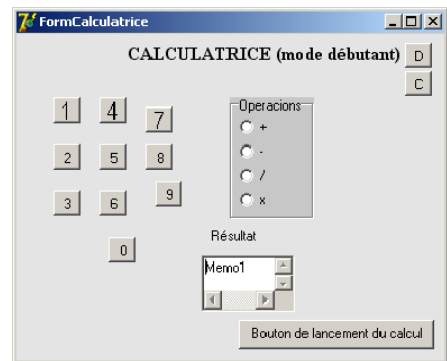 FormCalculatrice
CALCULATRICE (mode débutant) D
C
1 4 7
Operacions
+
2 5 8
-
3 6 9
/
x
0
Résultat
Memo1
Bouton de lancement du calcul